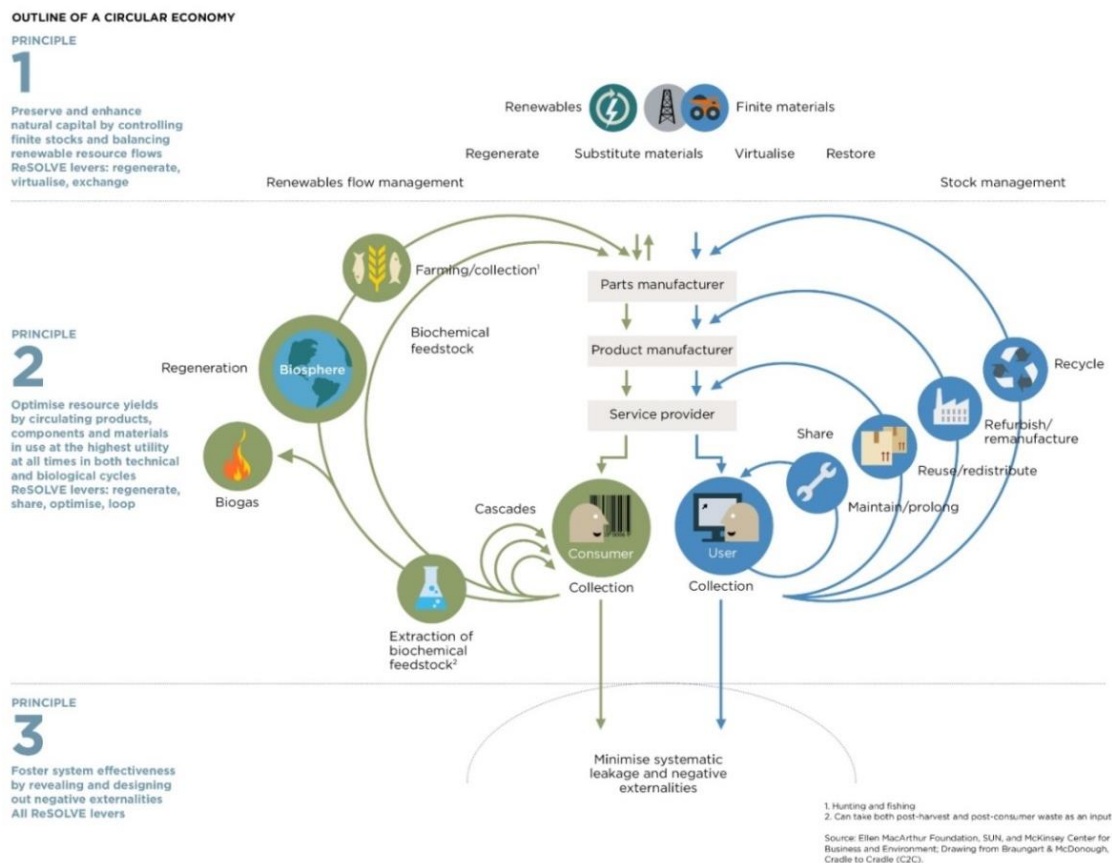 OUTLINE OF A CIRCULAR ECONOMY
PRINCIPLE
1
Preserve and enhance
natural capital by controlling
finite stocks and balancing
renewable resource flows
ReSOLVE levers: regenerate,
virtualise, exchange
Renewables
Finite materials
Regenerate
Substitute materials
Virtualise
Restore
Renewables flow management
Stock management
PRINCIPLE
2
Optimise resource yields
by circulating products,
components and materials
in use at the highest utility
at all times in both technical
and biological cycles
ReSOLVE levers: regenerate,
share, optimise, loop
Farming/collection¹
Biochemical
feedstock
Regeneration
Biosphere
Biogas
Cascades
Extraction of
biochemical
feedstock²
Parts manufacturer
Product manufacturer
Service provider
Consumer
Collection
User
Collection
Share
Maintain/prolong
Reuse/redistribute
Refurbish/
remanufacture
Recycle
PRINCIPLE
3
Foster system effectiveness
by revealing and designing
out negative externalities
All ReSOLVE levers
Minimise systematic
leakage and negative
externalities
1. Hunting and fishing
2. Can take both post-harvest and post-consumer waste as an input
Source: Ellen MacArthur Foundation, SUN, and McKinsey Center for
Business and Environment; Drawing from Braungart & McDonough,
Cradle to Cradle (C2C).